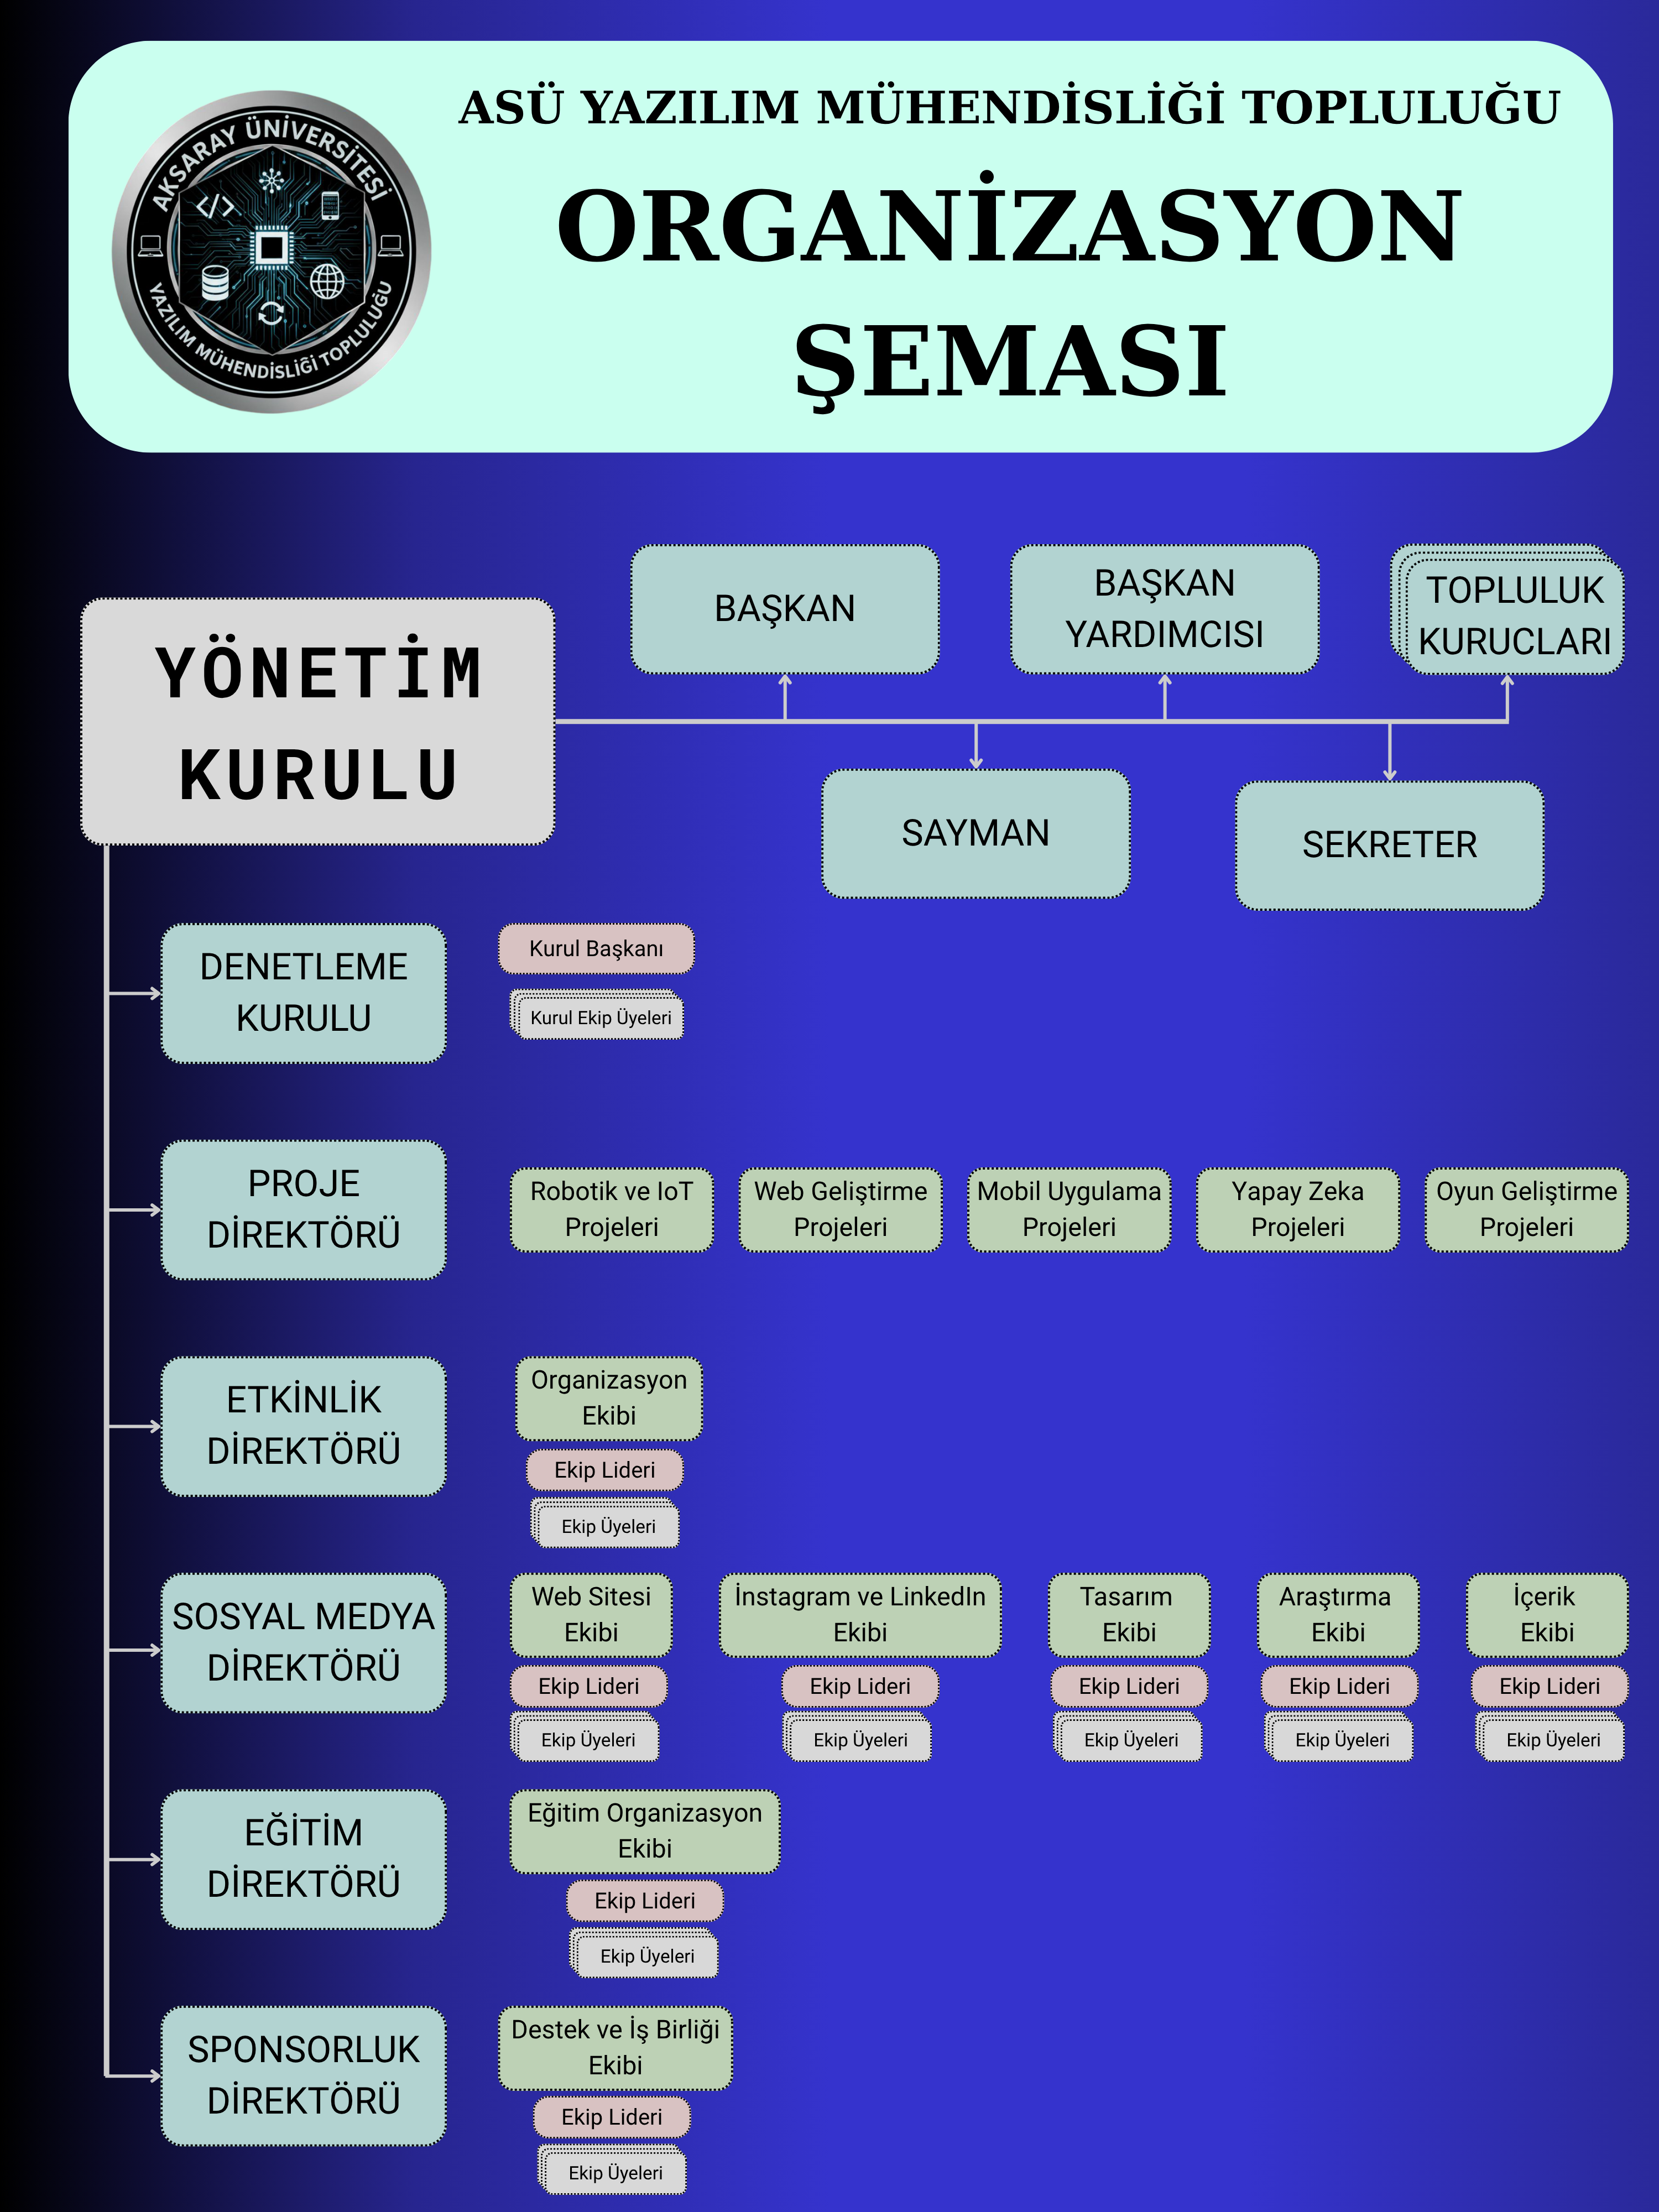 ASÜ YAZILIM MÜHENDİSLİĞİ TOPLULUĞU
ORGANİZASYON
ŞEMASI
AKSARAY ÜNİVERSİTESİ
YAZILIM MÜHENDİSLİĞİ TOPLULUĞU
YÖNETİM
KURULU
BAŞKAN
BAŞKAN
YARDIMCISI
TOPLULUK
KURUCLARI
SAYMAN
SEKRETER
DENETLEME
KURULU
Kurul Başkanı
Kurul Ekip Üyeleri
PROJE
DİREKTÖRÜ
Robotik ve IoT
Projeleri
Web Geliştirme
Projeleri
Mobil Uygulama
Projeleri
Yapay Zeka
Projeleri
Oyun Geliştirme
Projeleri
ETKİNLİK
DİREKTÖRÜ
Organizasyon
Ekibi
Ekip Lideri
Ekip Üyeleri
SOSYAL MEDYA
DİREKTÖRÜ
Web Sitesi
Ekibi
Ekip Lideri
Ekip Üyeleri
İnstagram ve LinkedIn
Ekibi
Ekip Lideri
Ekip Üyeleri
Tasarım
Ekibi
Ekip Lideri
Ekip Üyeleri
Araştırma
Ekibi
Ekip Lideri
Ekip Üyeleri
İçerik
Ekibi
Ekip Lideri
Ekip Üyeleri
EĞİTİM
DİREKTÖRÜ
Eğitim Organizasyon
Ekibi
Ekip Lideri
Ekip Üyeleri
SPONSORLUK
DİREKTÖRÜ
Destek ve İş Birliği
Ekibi
Ekip Lideri
Ekip Üyeleri